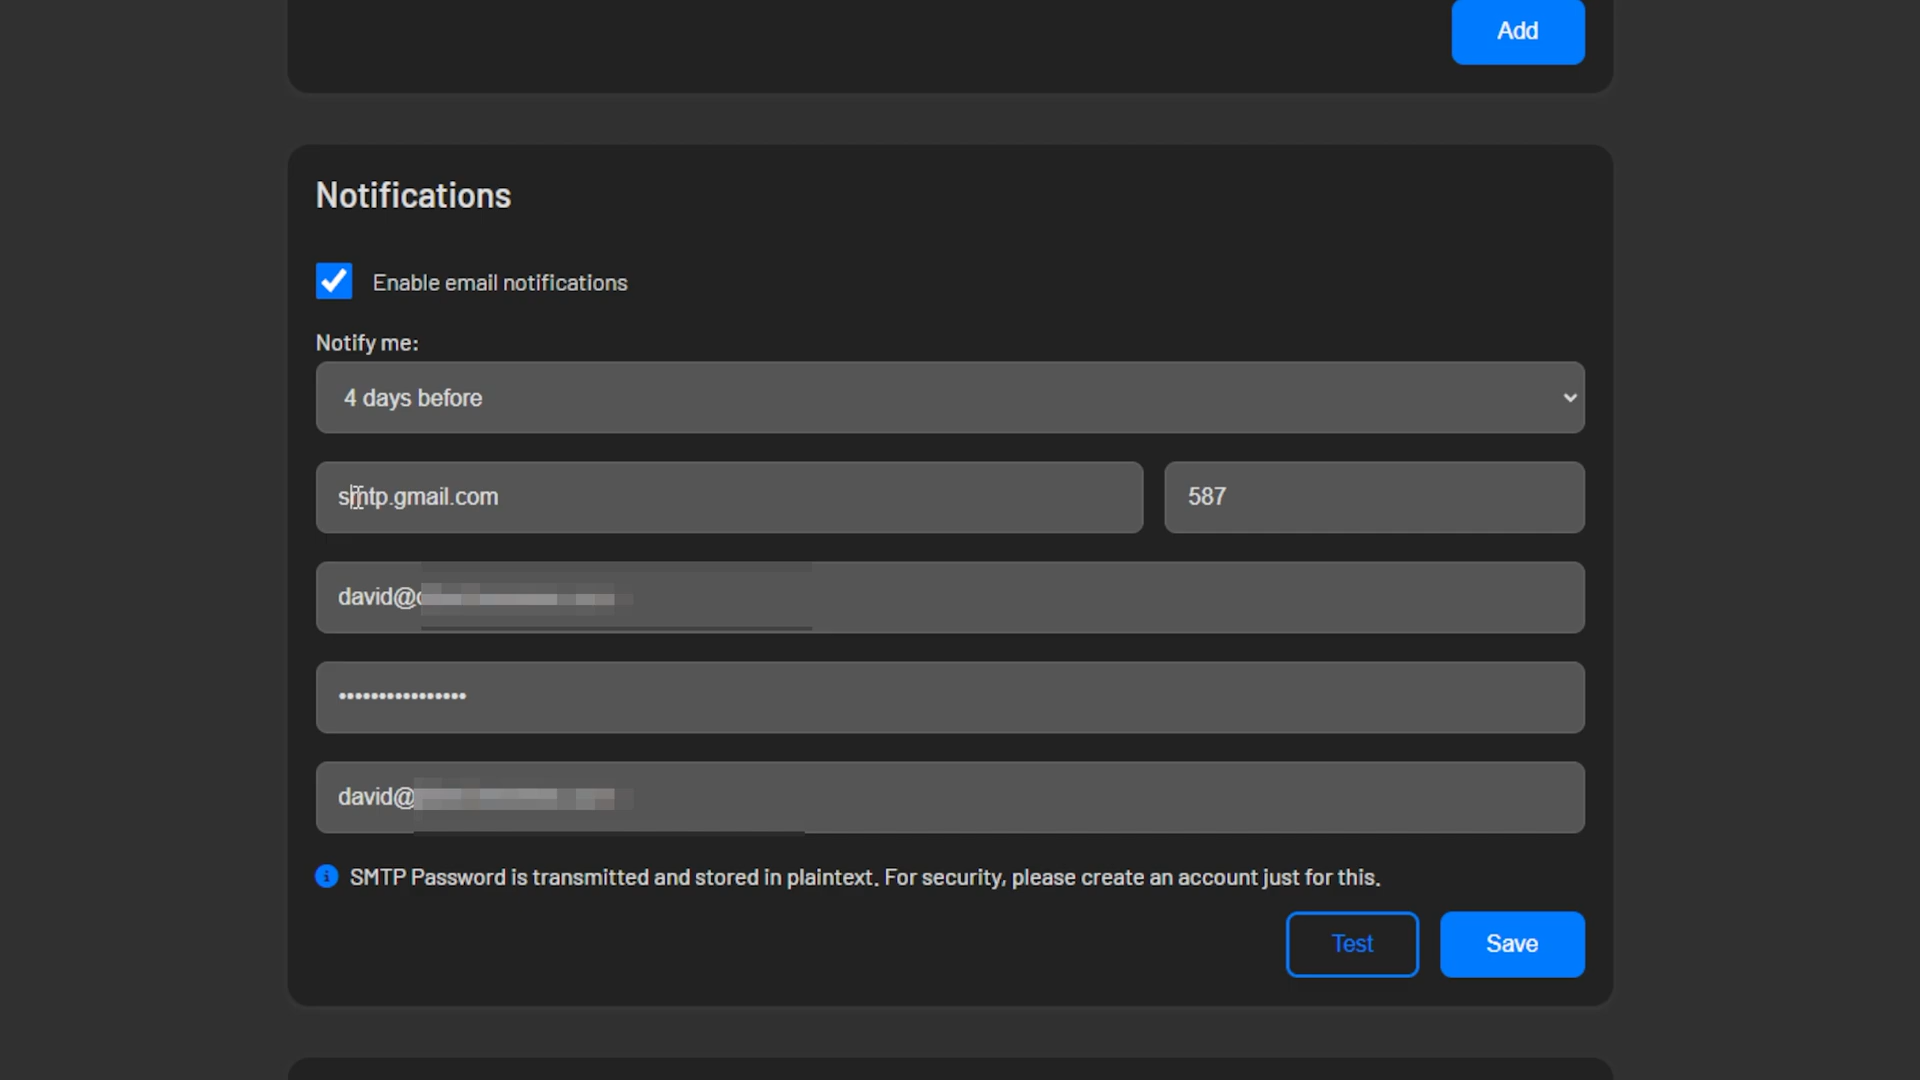 Add
Notifications
Enable email notifications
Notify me:
4 days before
smtp.gmail.com
587
david@
••••••••••••••••
david@
SMTP Password is transmitted and stored in plaintext. For security, please create an account just for this.
Test
Save